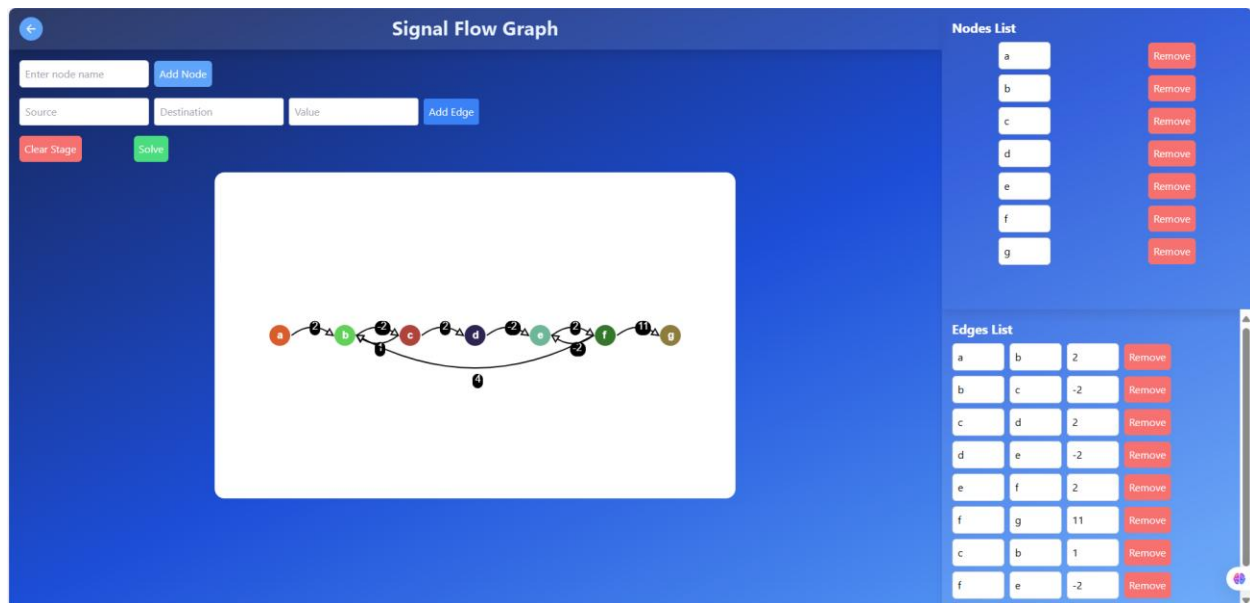 Signal Flow Graph
Enter node name Add Node
Source Destination Value Add Edge
Clear Stage Solve
a 2 b -2 c 2 d -2 e 2 f 11 g
1 -2
4
Nodes List
a Remove
b Remove
c Remove
d Remove
e Remove
f Remove
g Remove
Edges List
a b 2 Remove
b c -2 Remove
c d 2 Remove
d e -2 Remove
e f 2 Remove
f g 11 Remove
c b 1 Remove
f e -2 Remove